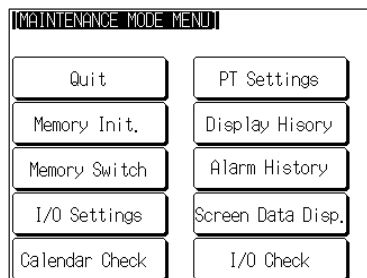 [MAINTENANCE MODE MENU]
Quit
PT Settings
Memory Init.
Display Hisory
Memory Switch
Alarm History
I/O Settings
Screen Data Disp.
Calendar Check
I/O Check